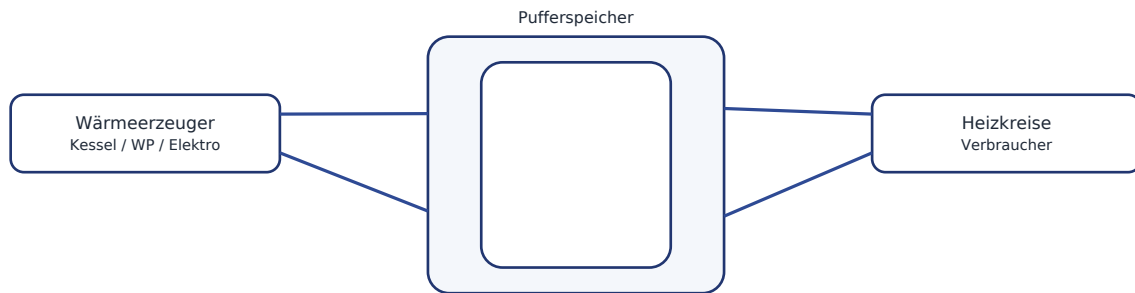 Pufferspeicher
Wärmeerzeuger
Kessel / WP / Elektro
Heizkreise
Verbraucher